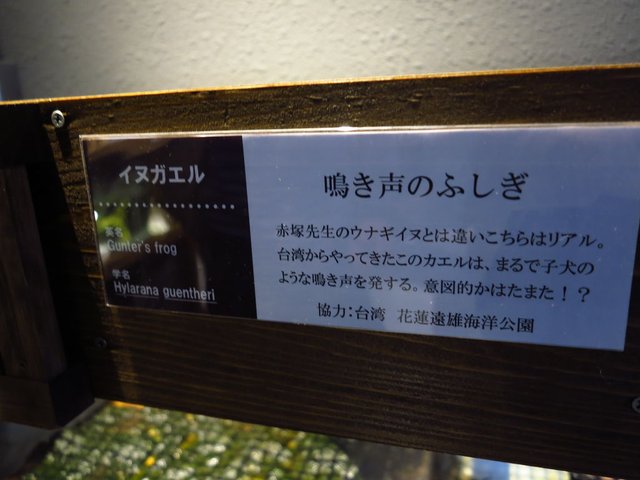 イヌガエル
英名
Gunter's frog
学名
Hylarana guentheri
鳴き声のふしぎ
赤塚先生のウナギイヌとは違いこちらはリアル。
台湾からやってきたこのカエルは、まるで子犬の
ような鳴き声を発する。意図的かはたまた!?
協力:台湾 花蓮遠雄海洋公園